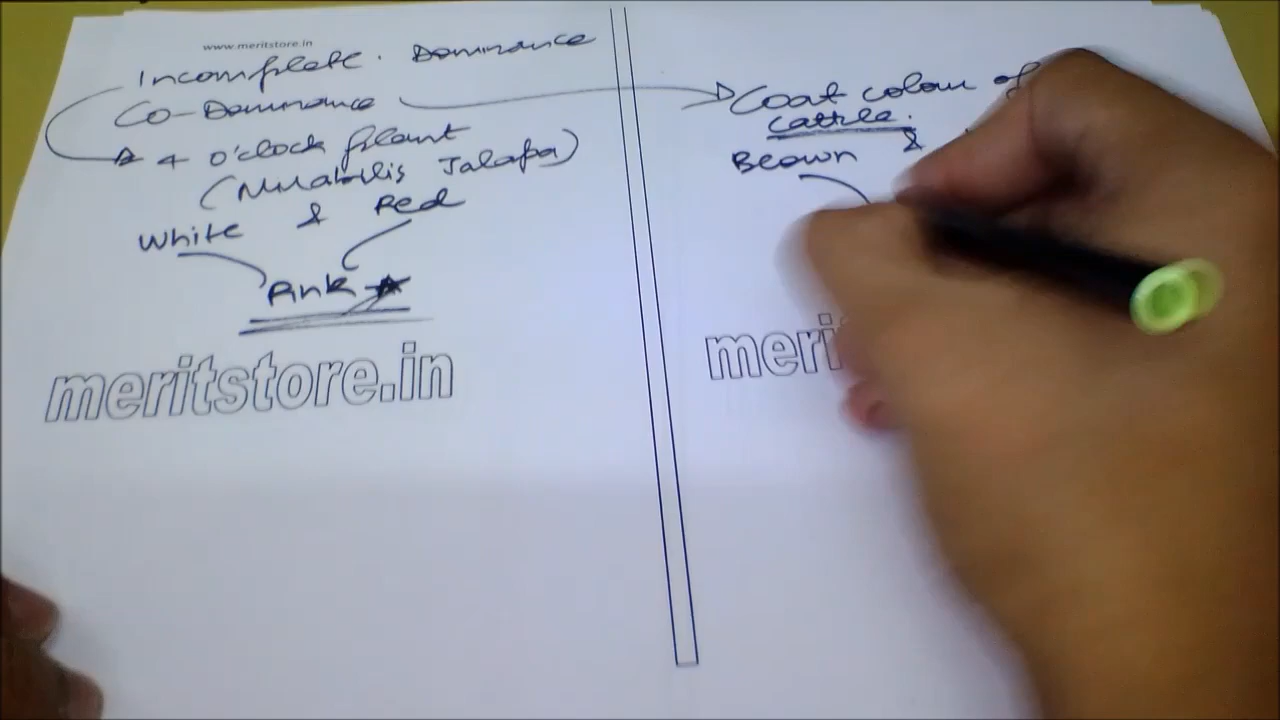 www.meritstore.in
Incomplete. Dominance
Co-Dominance
4 o'clock plant
(Mirabilis Jalapa)
White & Red
Pink
meritstore.in
Coat colour of
cattle.
Brown &
meri